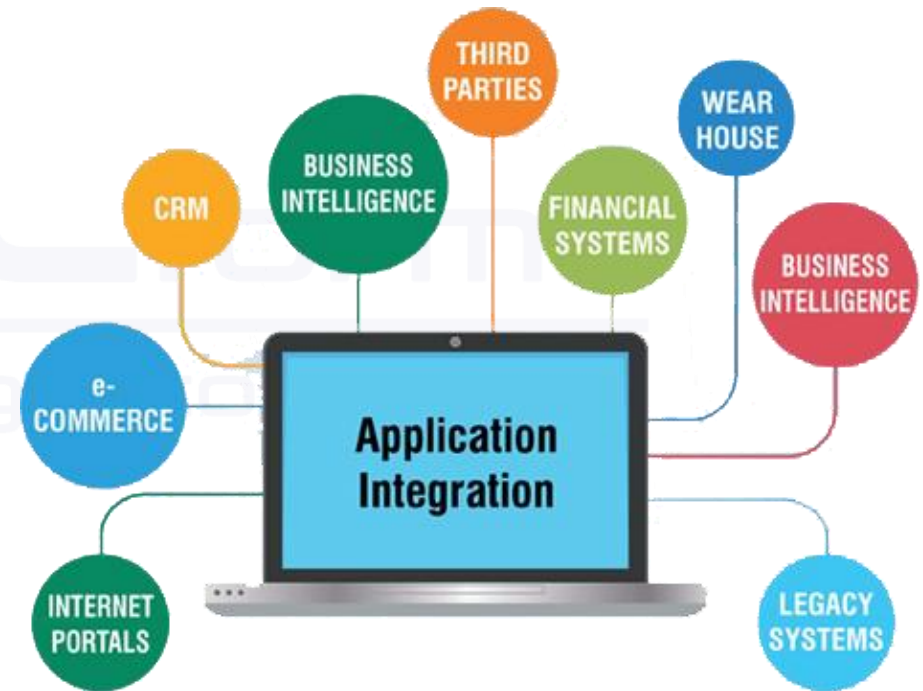 THIRD
PARTIES
WEAR
HOUSE
BUSINESS
INTELLIGENCE
CRM
FINANCIAL
SYSTEMS
BUSINESS
INTELLIGENCE
e-
COMMERCE
Application
Integration
INTERNET
PORTALS
LEGACY
SYSTEMS